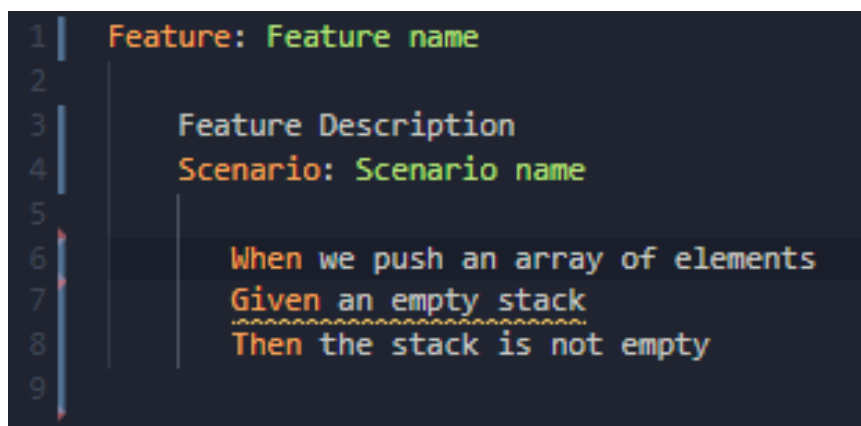 1 Feature: Feature name
2
3 Feature Description
4 Scenario: Scenario name
5
6 When we push an array of elements
7 Given an empty stack
8 Then the stack is not empty
9